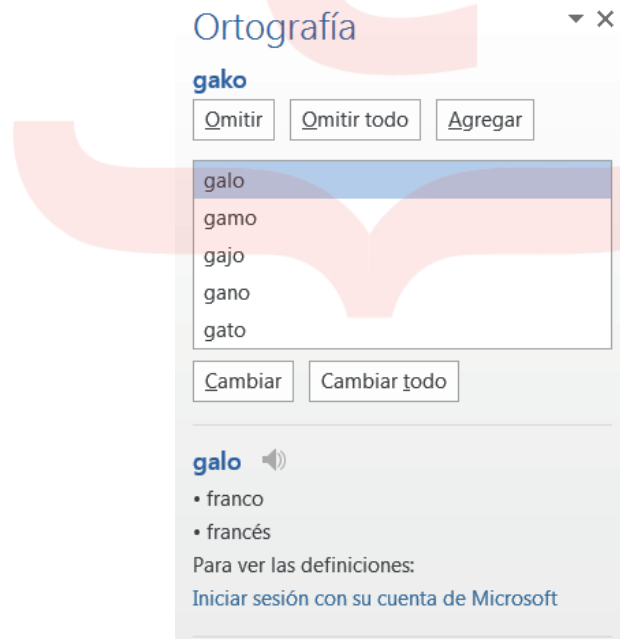 Ortografía
gako
Omitir Omitir todo Agregar
galo
gamo
gajo
gano
gato
Cambiar Cambiar todo
galo
• franco
• francés
Para ver las definiciones:
Iniciar sesión con su cuenta de Microsoft